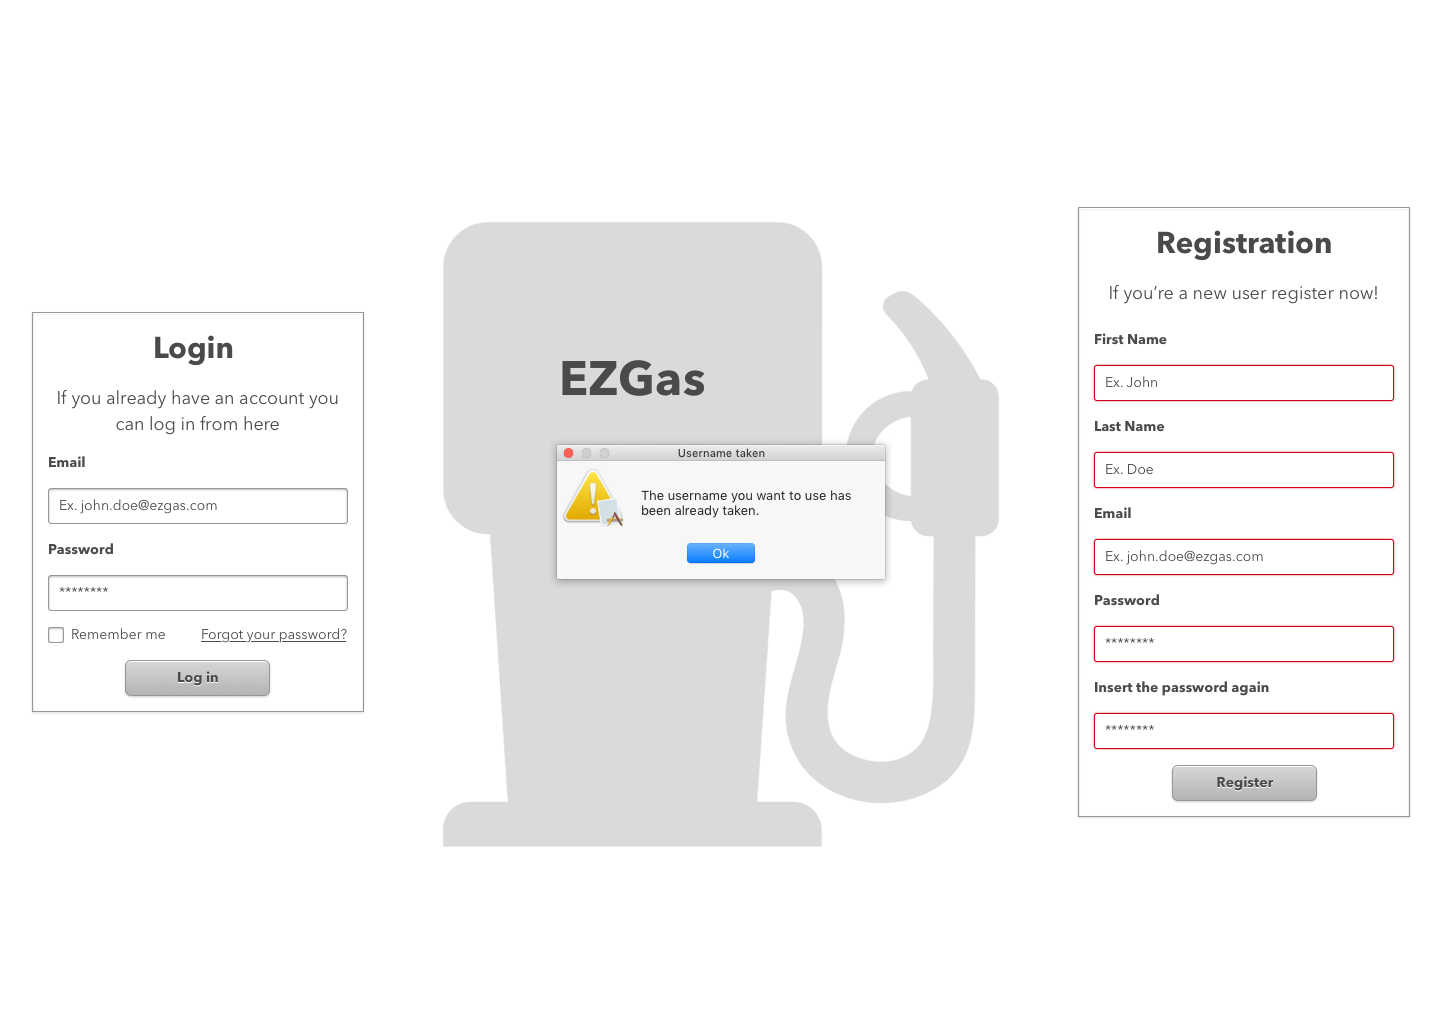 Login
If you already have an account you
can log in from here
Email
Ex. john.doe@ezgas.com
Password
********
Remember me
Forgot your password?
Log in
EZGas
Username taken
The username you want to use has
been already taken.
Ok
Registration
If you’re a new user register now!
First Name
Ex. John
Last Name
Ex. Doe
Email
Ex. john.doe@ezgas.com
Password
********
Insert the password again
********
Register